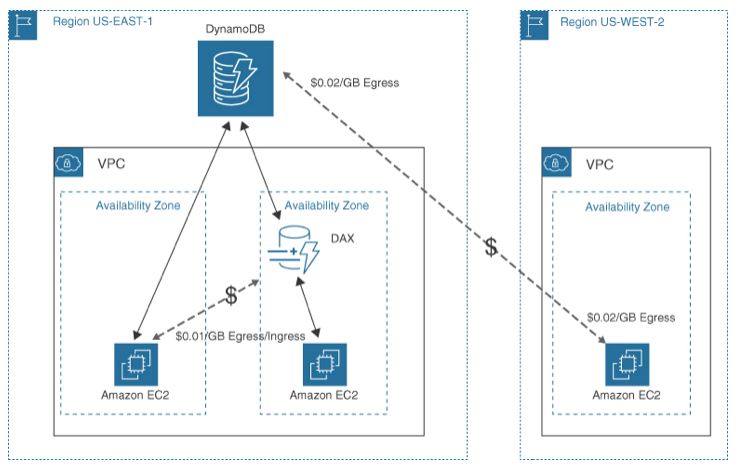 Region US-EAST-1
Region US-WEST-2
DynamoDB
$0.02/GB Egress
VPC
VPC
Availability Zone
Availability Zone
Availability Zone
DAX
$
$
$0.02/GB Egress
$0.01/GB Egress/Ingress
Amazon EC2
Amazon EC2
Amazon EC2